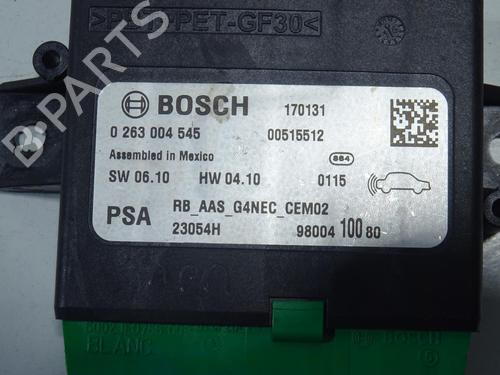 PET-GF30<
BOSCH 170131
0 263 004 545 00515512
Assembled in Mexico 884
SW 06.10 HW 04.10 0115
PSA RB_AAS_G4NEC_CEM02
23054H 98004 100 80
BLANC
B-PARTS